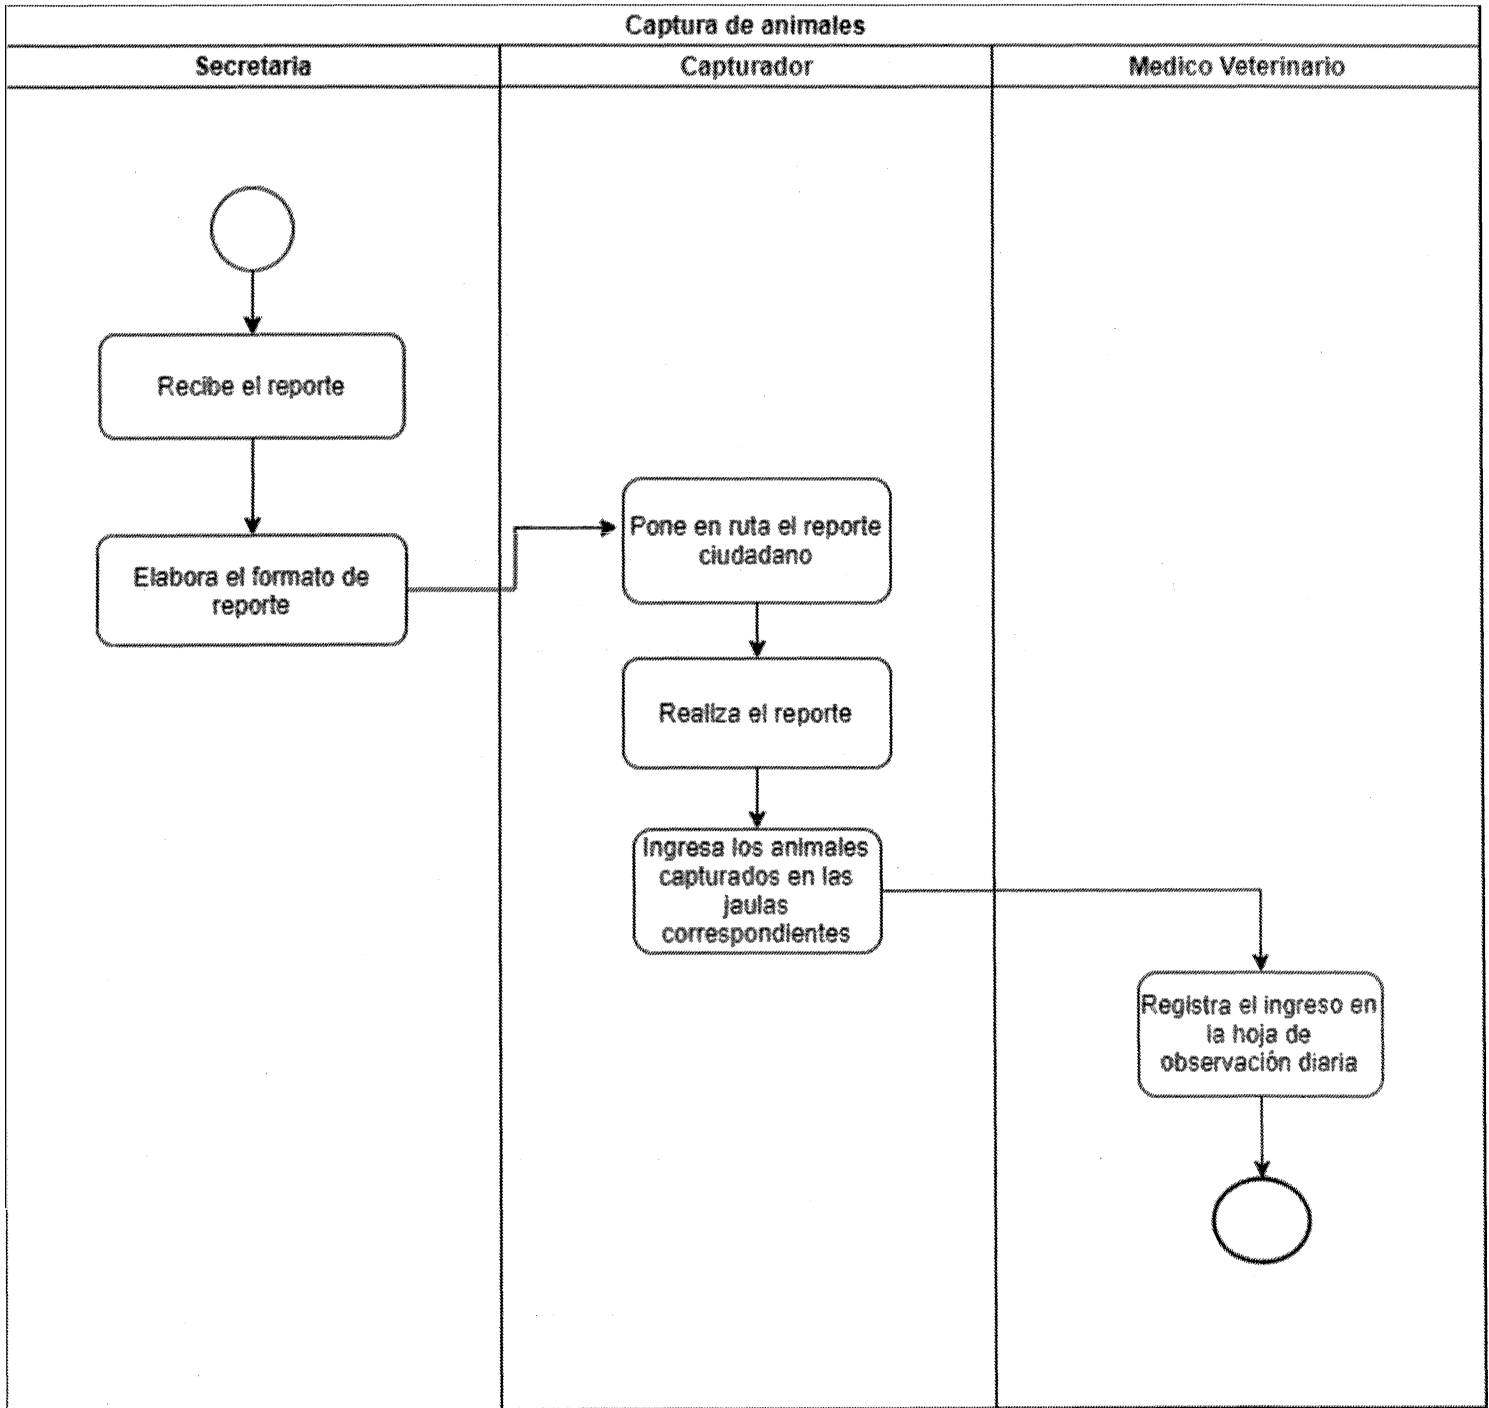 Captura de animales
Secretaria
Capturador
Medico Veterinario
Recibe el reporte
Elabora el formato de
reporte
Pone en ruta el reporte
ciudadano
Realiza el reporte
Ingresa los animales
capturados en las
jaulas
correspondientes
Registra el ingreso en
la hoja de
observación diaria